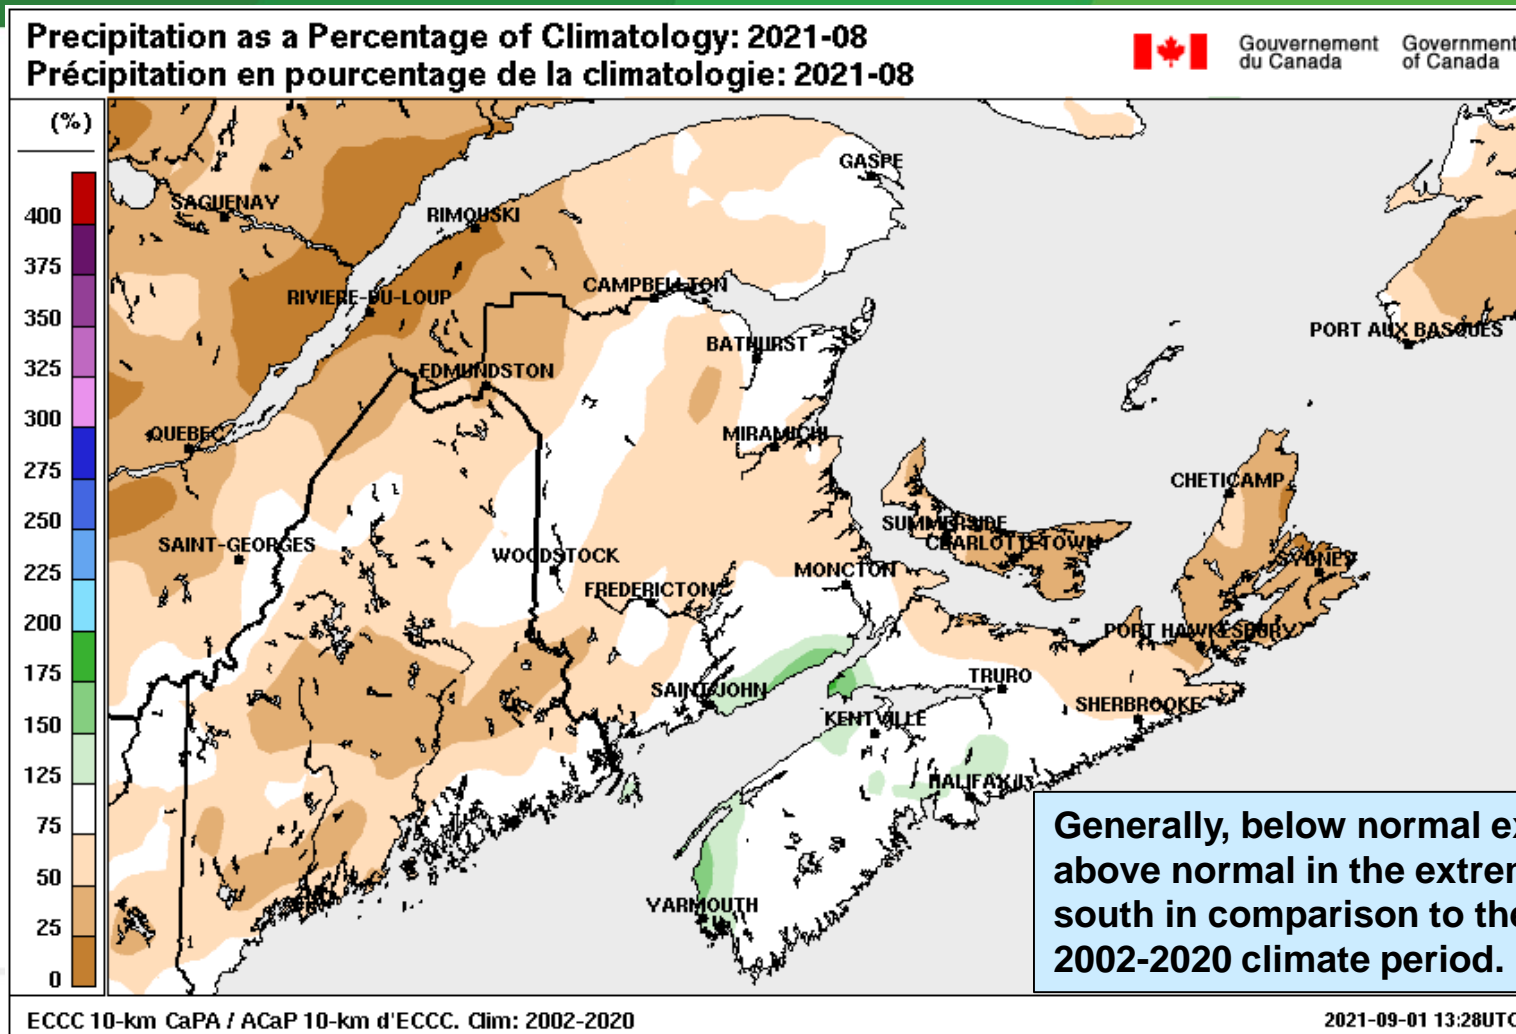 Precipitation as a Percentage of Climatology: 2021-08
Précipitation en pourcentage de la climatologie: 2021-08
Gouvernement du Canada
Government of Canada
(%)
400
375
350
325
300
275
250
225
200
175
150
125
75
50
25
0
GASPE
SAGUENAY
RIMOUSKI
CAMPBELLTON
RIVIERE-DU-LOUP
PORT AUX BASQUES
BATHURST
EDMUNDSTON
QUEBEC
MIRAMICHI
CHETICAMP
SUMMERSIDE
CHARLOTTETOWN
SAINT-GEORGES
WOODSTOCK
SYDNEY
MONCTON
FREDERICTON
PORT HAWKESBURY
TRURO
SAINT JOHN
SHERBROOKE
KENTVILLE
HALIFAX
YARMOUTH
Generally, below normal
above normal in the
south in comparison to the
2002-2020 climate period.
ECCC 10-km CaPA / ACaP 10-km d'ECCC. Clim: 2002-2020
2021-09-01 13:28UTC